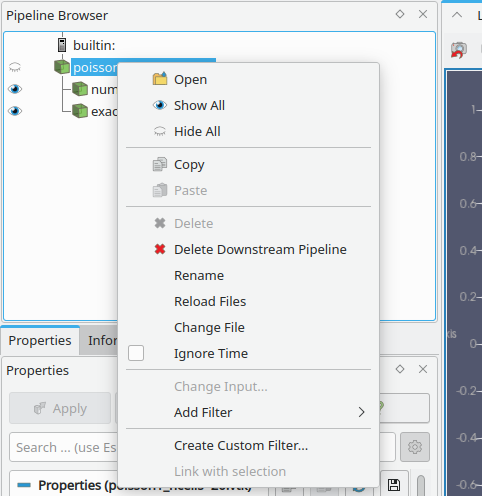 Pipeline Browser
builtin:
poisson
num
exac
Open
Show All
Hide All
Copy
Paste
Delete
Delete Downstream Pipeline
Rename
Reload Files
Change File
Ignore Time
Change Input...
Add Filter
Create Custom Filter...
Link with selection
Properties
Infor
Properties
Apply
Search ... (use Es
Properties
1
0.8
0.6
0.4
0.2
0
-0.2
-0.4
-0.6